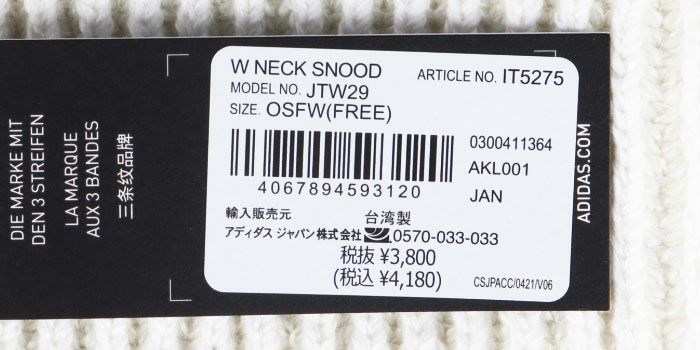 DIE MARKE MIT
DEN 3 STREIFEN
LA MARQUE
AUX 3 BANDES
三条纹品牌
W NECK SNOOD ARTICLE NO. IT5275
MODEL NO. JTW29
SIZE. OSFW(FREE)
0300411364
AKL001
4067894593120 JAN
輸入販売元 台湾製
アディダス ジャパン株式会社 0570-033-033
税抜 ¥3,800
(税込 ¥4,180)
CSJPACC/0421/V06
ADIDAS.COM